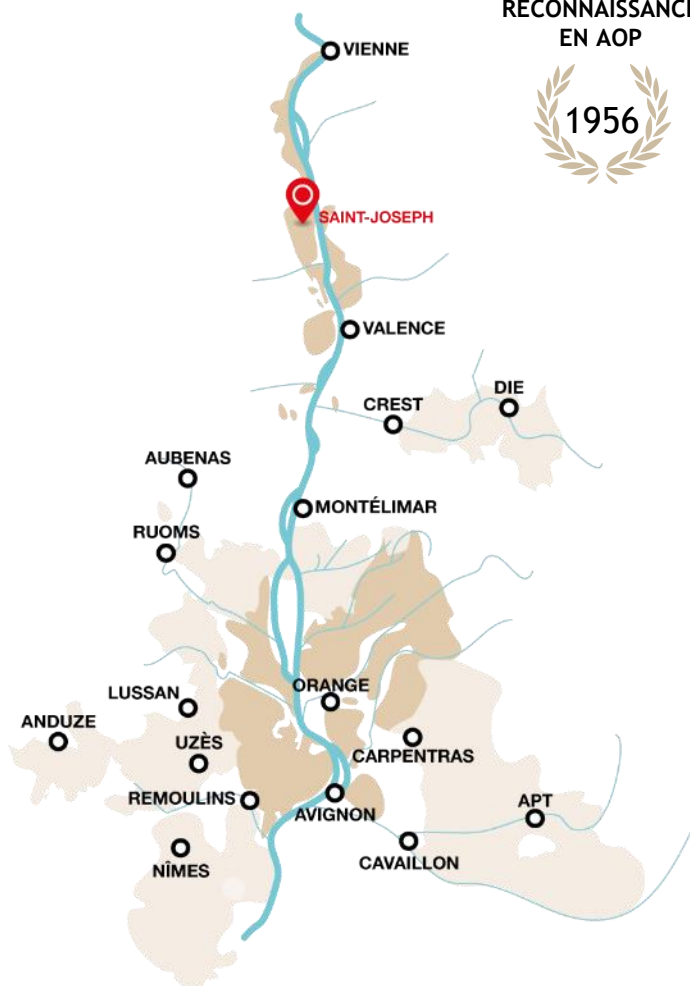 RECONNAISSANCE
EN AOP
1956
VIENNE
SAINT-JOSEPH
VALENCE
DIE
CREST
AUBENAS
MONTÉLIMAR
RUOMS
ORANGE
LUSSAN
ANDUZE
UZÈS
CARPENTRAS
REMOULINS
AVIGNON
APT
CAVAILLON
NÎMES